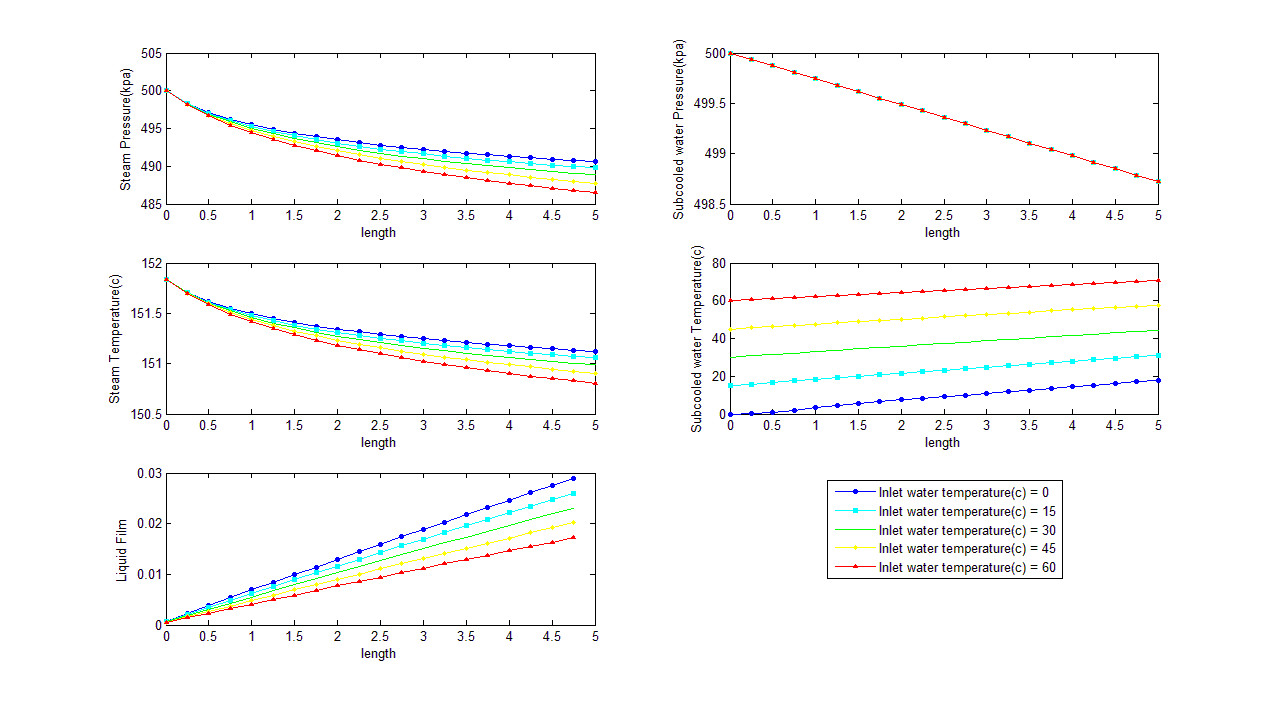 505
500
495
490
485
Steam Pressure(kpa)
0 0.5 1 1.5 2 2.5 3 3.5 4 4.5 5
length
500
499.5
499
498.5
Subcooled water Pressure(kpa)
0 0.5 1 1.5 2 2.5 3 3.5 4 4.5 5
length
152
151.5
151
150.5
Steam Temperature(c)
0 0.5 1 1.5 2 2.5 3 3.5 4 4.5 5
length
80
60
40
20
0
Subcooled water Temperature(c)
0 0.5 1 1.5 2 2.5 3 3.5 4 4.5 5
length
0.03
0.02
0.01
0
Liquid Film
0 0.5 1 1.5 2 2.5 3 3.5 4 4.5 5
length
Inlet water temperature(c) = 0
Inlet water temperature(c) = 15
Inlet water temperature(c) = 30
Inlet water temperature(c) = 45
Inlet water temperature(c) = 60